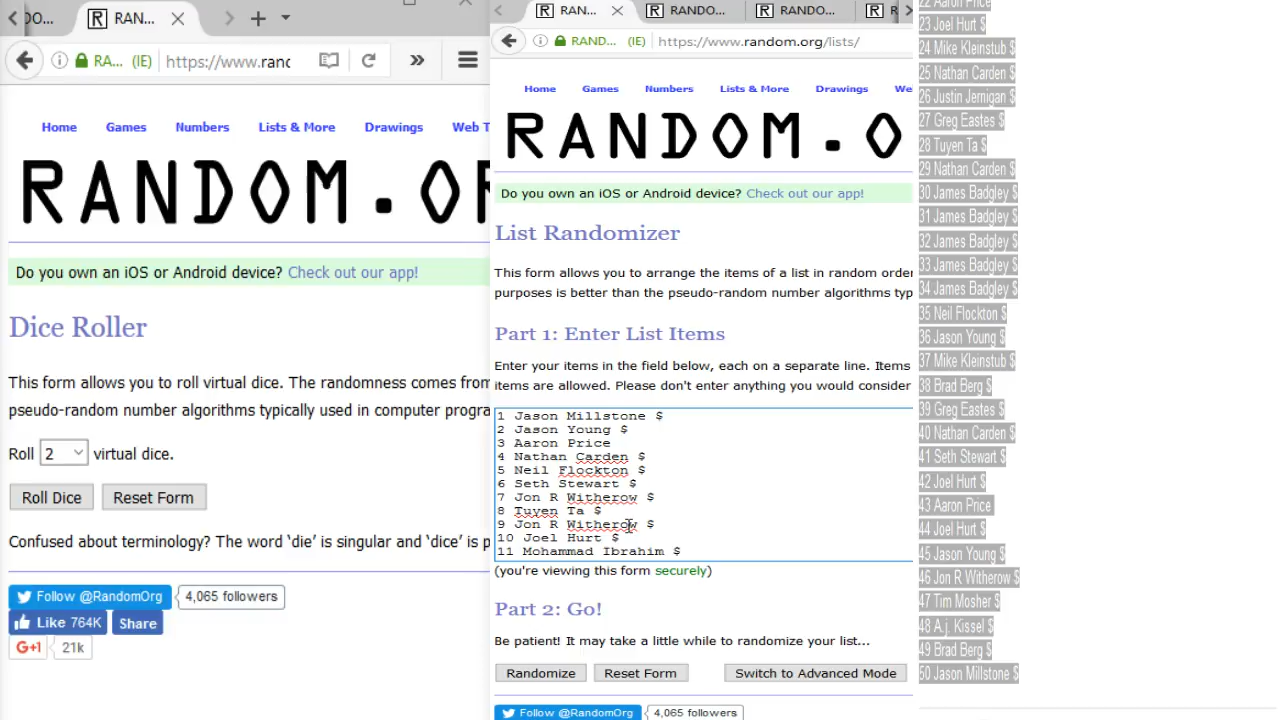 DO...
RAN...
RA... (IE)
https://www.ranc
Home
Games
Numbers
Lists & More
Drawings
Web T
RANDOM.OR
Do you own an iOS or Android device? Check out our app!
Dice Roller
This form allows you to roll virtual dice. The randomness comes from
pseudo-random number algorithms typically used in computer progra
Roll 2 virtual dice.
Roll Dice
Reset Form
Confused about terminology? The word ‘die’ is singular and ‘dice’ is p
Follow @RandomOrg
4,065 followers
Like 764K
Share
G+1
21k
RAN...
RANDO...
RANDO...
R
RAND... (IE)
https://www.random.org/lists/
Home
Games
Numbers
Lists & More
Drawings
We
RANDOM.O
Do you own an iOS or Android device? Check out our app!
List Randomizer
This form allows you to arrange the items of a list in random order
purposes is better than the pseudo-random number algorithms typ
Part 1: Enter List Items
Enter your items in the field below, each on a separate line. Items
items are allowed. Please don't enter anything you would consider
1 Jason Millstone $
2 Jason Young $
3 Aaron Price
4 Nathan Carden $
5 Neil Flockton $
6 Seth Stewart $
7 Jon R Witherow $
8 Tuyen Ta $
9 Jon R Witherow $
10 Joel Hurt $
11 Mohammad Ibrahim $
(you're viewing this form securely)
Part 2: Go!
Be patient! It may take a little while to randomize your list...
Randomize
Reset Form
Switch to Advanced Mode
Follow @RandomOrg
4,065 followers
22 Aaron Price
23 Joel Hurt $
24 Mike Kleinstub $
25 Nathan Carden $
26 Justin Jernigan $
27 Greg Eastes $
28 Tuyen Ta $
29 Nathan Carden $
30 James Badgley $
31 James Badgley $
32 James Badgley $
33 James Badgley $
34 James Badgley $
35 Neil Flockton $
36 Jason Young $
37 Mike Kleinstub $
38 Brad Berg $
39 Greg Eastes $
40 Nathan Carden $
41 Seth Stewart $
42 Joel Hurt $
43 Aaron Price
44 Joel Hurt $
45 Jason Young $
46 Jon R Witherow $
47 Tim Mosher $
48 A.j. Kissel $
49 Brad Berg $
50 Jason Millstone $